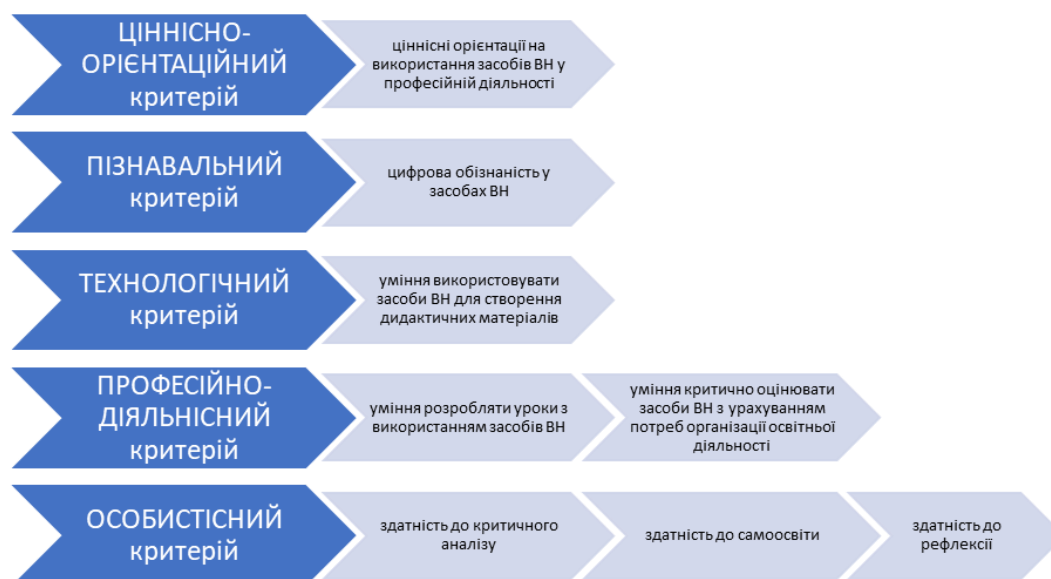 ЦІННІСНО-
ОРІЄНТАЦІЙНИЙ
критерій
ціннісні орієнтації на
використання засобів ВН у
професійній діяльності
ПІЗНАВАЛЬНИЙ
критерій
цифрова обізнаність у
засобах ВН
ТЕХНОЛОГІЧНИЙ
критерій
уміння використовувати
засоби ВН для створення
дидактичних матеріалів
ПРОФЕСІЙНО-
ДІЯЛЬНІСНИЙ
критерій
уміння розробляти уроки з
використанням засобів ВН
уміння критично оцінювати
засоби ВН з урахуванням
потреб організації освітньої
діяльності
ОСОБИСТІСНИЙ
критерій
здатність до критичного
аналізу
здатність до самоосвіти
здатність до
рефлексії